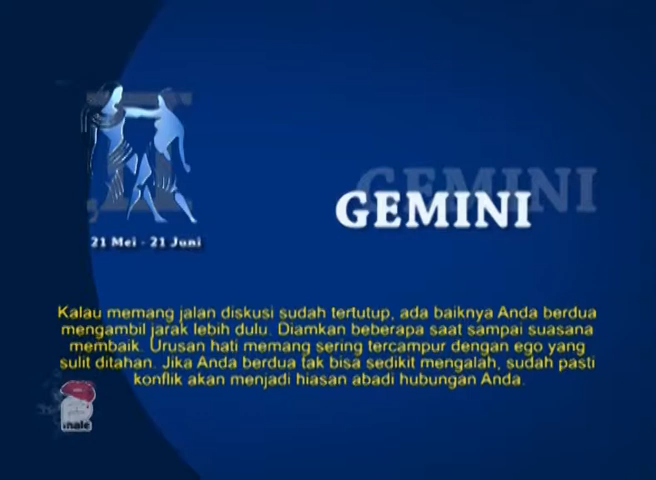 GEMINI
GEMINI
21 Mei - 21 Juni
Kalau memang jalan diskusi sudah tertutup, ada baiknya Anda berdua
mengambil jarak lebih dulu. Diamkan beberapa saat sampai suasana
membaik. Urusan hati memang sering tercampur dengan ego yang
sulit ditahan. Jika Anda berdua tak bisa sedikit mengalah, sudah pasti
konflik akan menjadi hiasan abadi hubungan Anda.